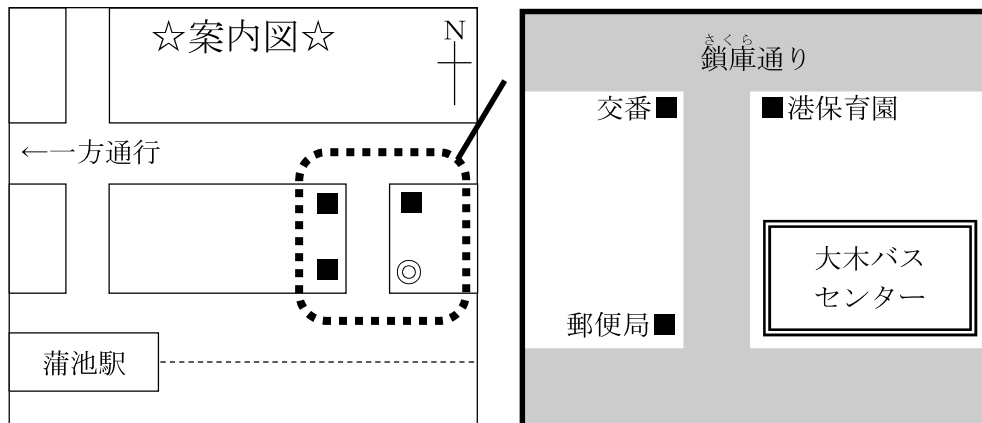 ☆案内図☆
N
←一方通行
蒲池駅
さくら
鎖庫通り
交番■
■港保育園
大木バス
センター
郵便局■